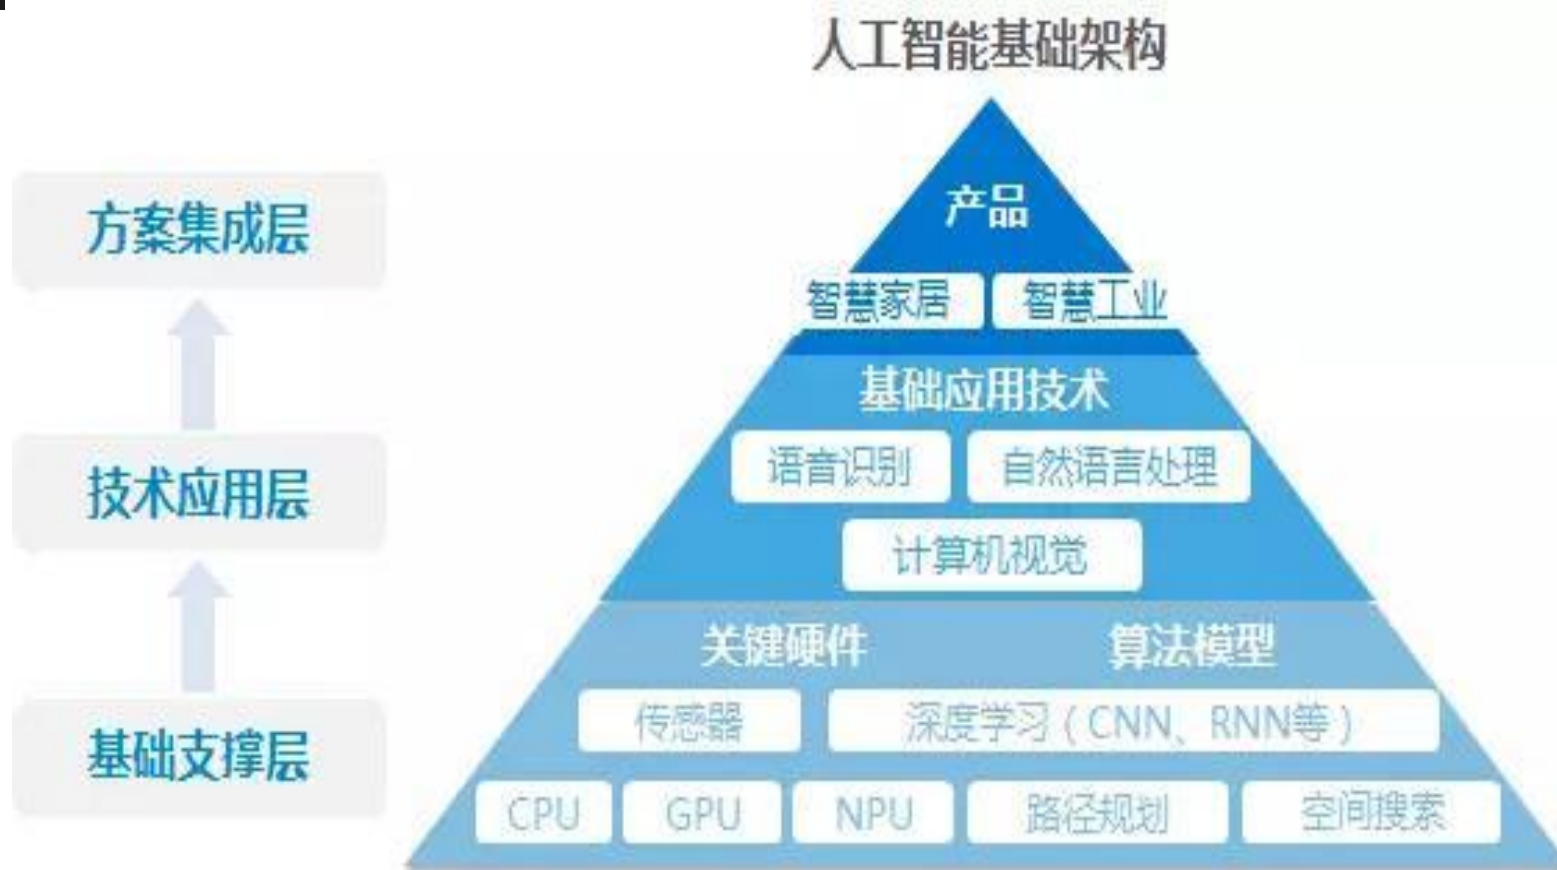 人工智能基础架构
方案集成层
产品
智慧家居 智慧工业
技术应用层
基础应用技术
语音识别 自然语言处理
计算机视觉
基础支撑层
关键硬件 算法模型
传感器 深度学习（CNN、RNN等）
CPU GPU NPU 路径规划 空间搜索